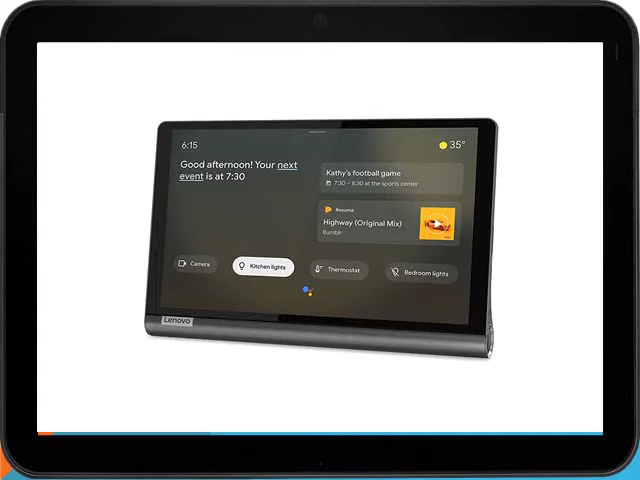 6:15
35°
Good afternoon! Your next
event is at 7:30
Kathy's football game
7:30 – 8:30 at the sports center
Resume
Highway (Original Mix)
Bumblr
Camera
Kitchen lights
Thermostat
Bedroom lights
Lenovo